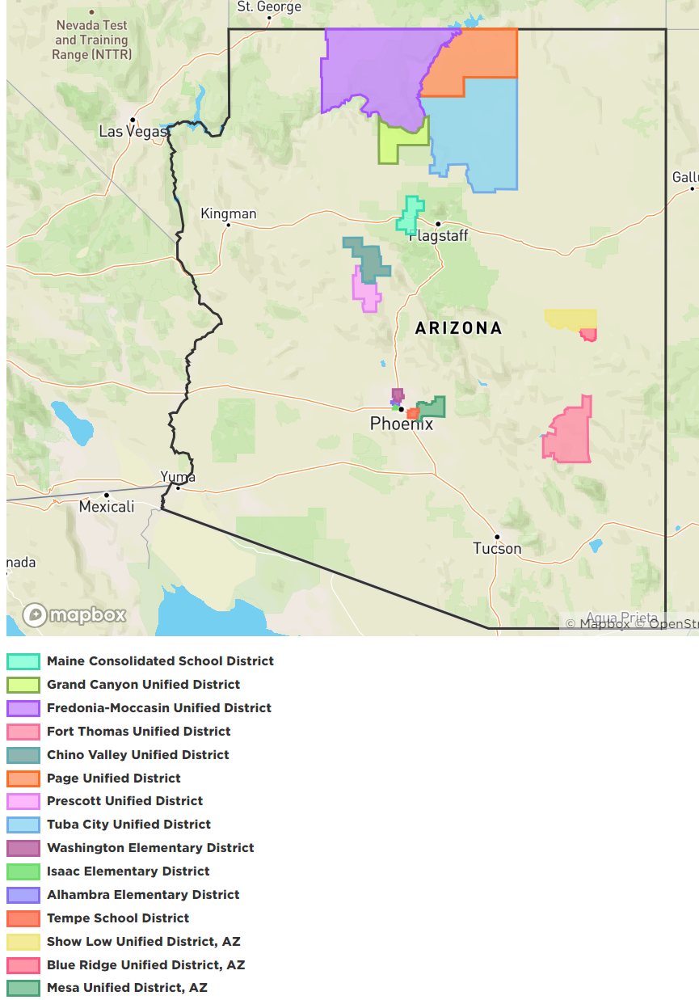 St. George
Nevada Test
and Training
Range (NTTR)
Las Vegas
Gallu
Kingman
Flagstaff
ARIZONA
Phoenix
Yuma
Mexicali
Tucson
nada
mapbox
Agua Prieta
© Mapbox © OpenStr
Maine Consolidated School District
Grand Canyon Unified District
Fredonia-Moccasin Unified District
Fort Thomas Unified District
Chino Valley Unified District
Page Unified District
Prescott Unified District
Tuba City Unified District
Washington Elementary District
Isaac Elementary District
Alhambra Elementary District
Tempe School District
Show Low Unified District, AZ
Blue Ridge Unified District, AZ
Mesa Unified District, AZ